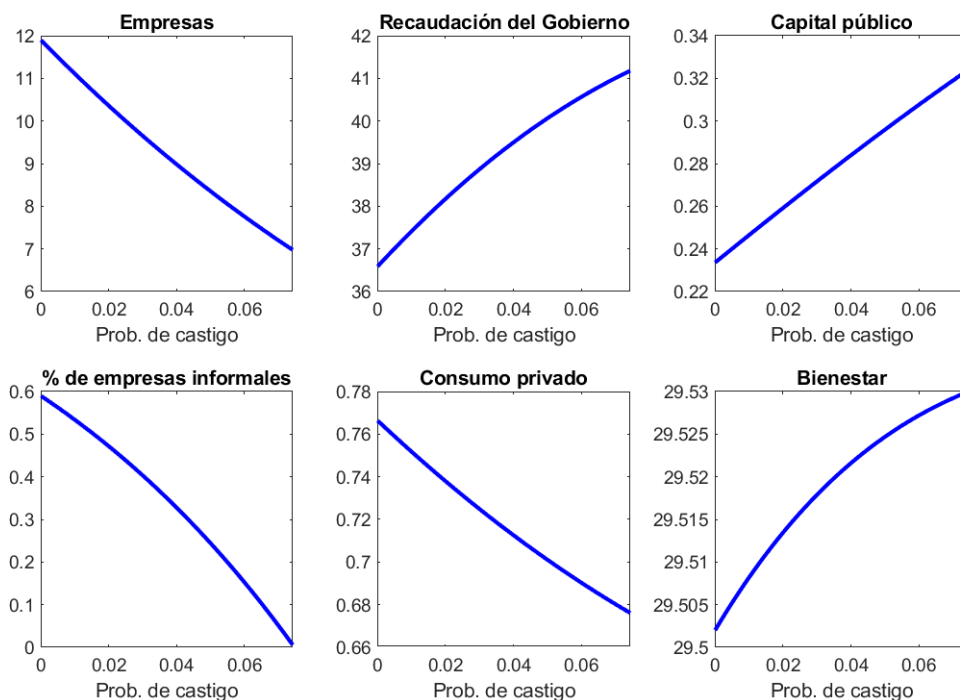 Empresas
12
11
10
9
8
7
6
0 0.02 0.04 0.06
Prob. de castigo
Recaudación del Gobierno
42
41
40
39
38
37
36
0 0.02 0.04 0.06
Prob. de castigo
Capital público
0.34
0.32
0.3
0.28
0.26
0.24
0.22
0 0.02 0.04 0.06
Prob. de castigo
% de empresas informales
0.6
0.5
0.4
0.3
0.2
0.1
0
0 0.02 0.04 0.06
Prob. de castigo
Consumo privado
0.78
0.76
0.74
0.72
0.7
0.68
0.66
0 0.02 0.04 0.06
Prob. de castigo
Bienestar
29.53
29.525
29.52
29.515
29.51
29.505
29.5
0 0.02 0.04 0.06
Prob. de castigo